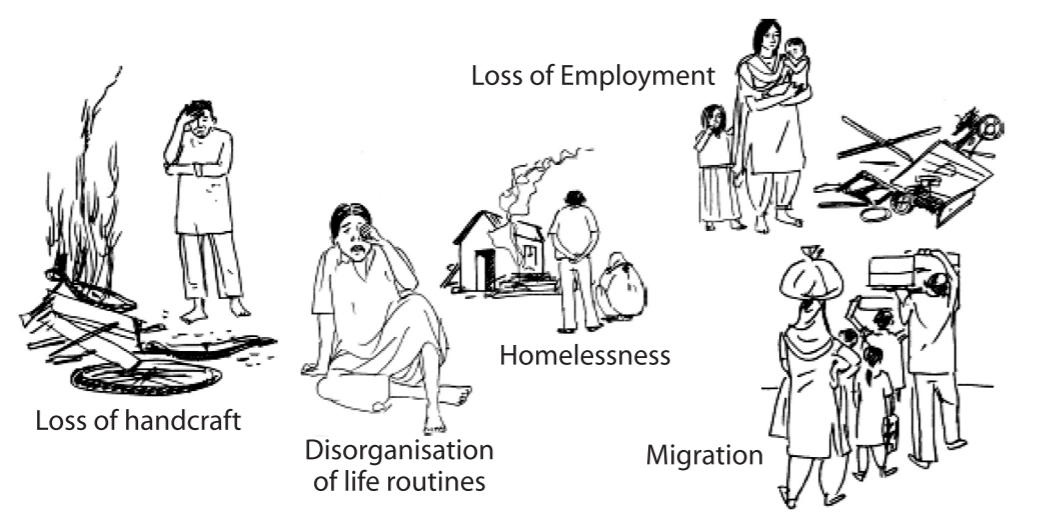 Loss of Employment
Homelessness
Loss of handcraft
Disorganisation
of life routines
Migration